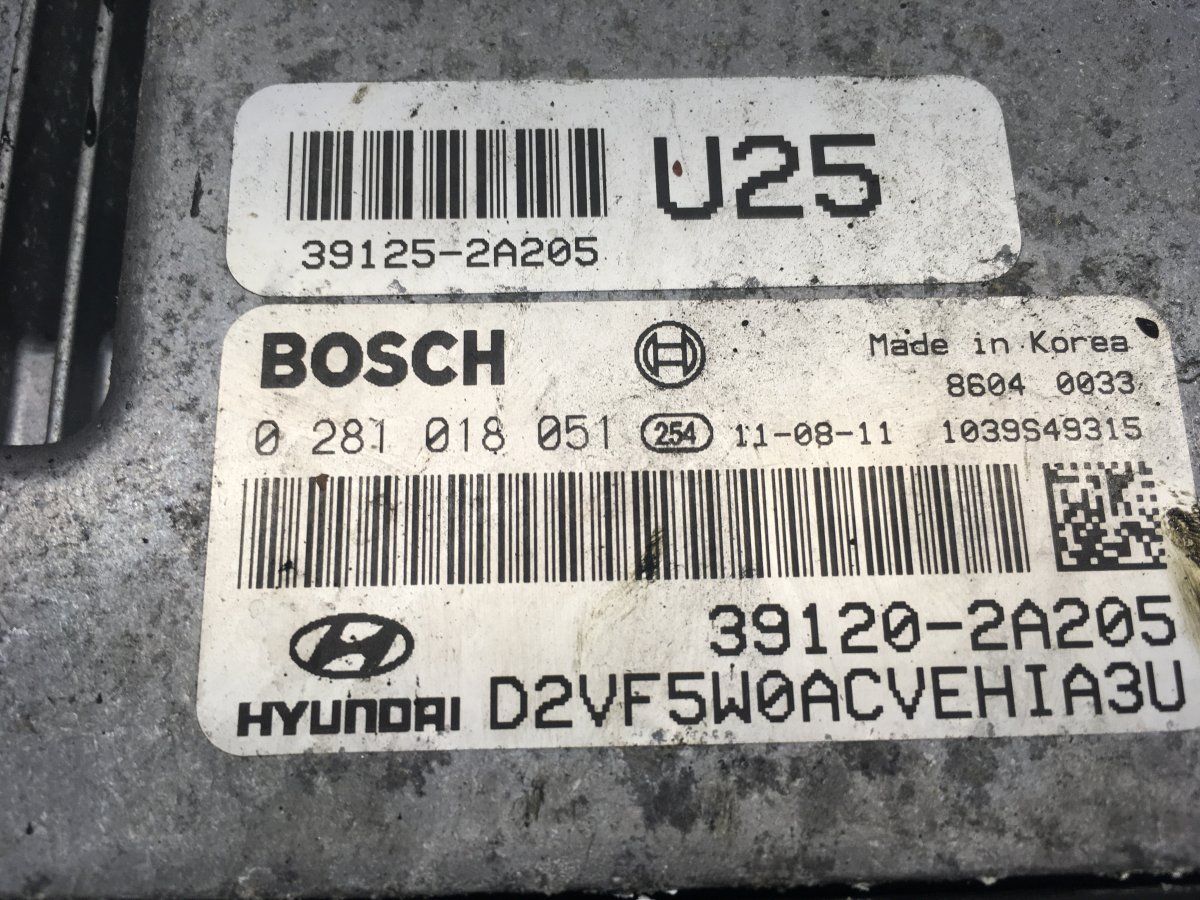 U25
39125-2A205
BOSCH
Made in Korea
8604 0033
0 281 018 051 254 11-08-11 1039S49315
39120-2A205
HYUNDAI D2VF5W0ACVEHIA3U